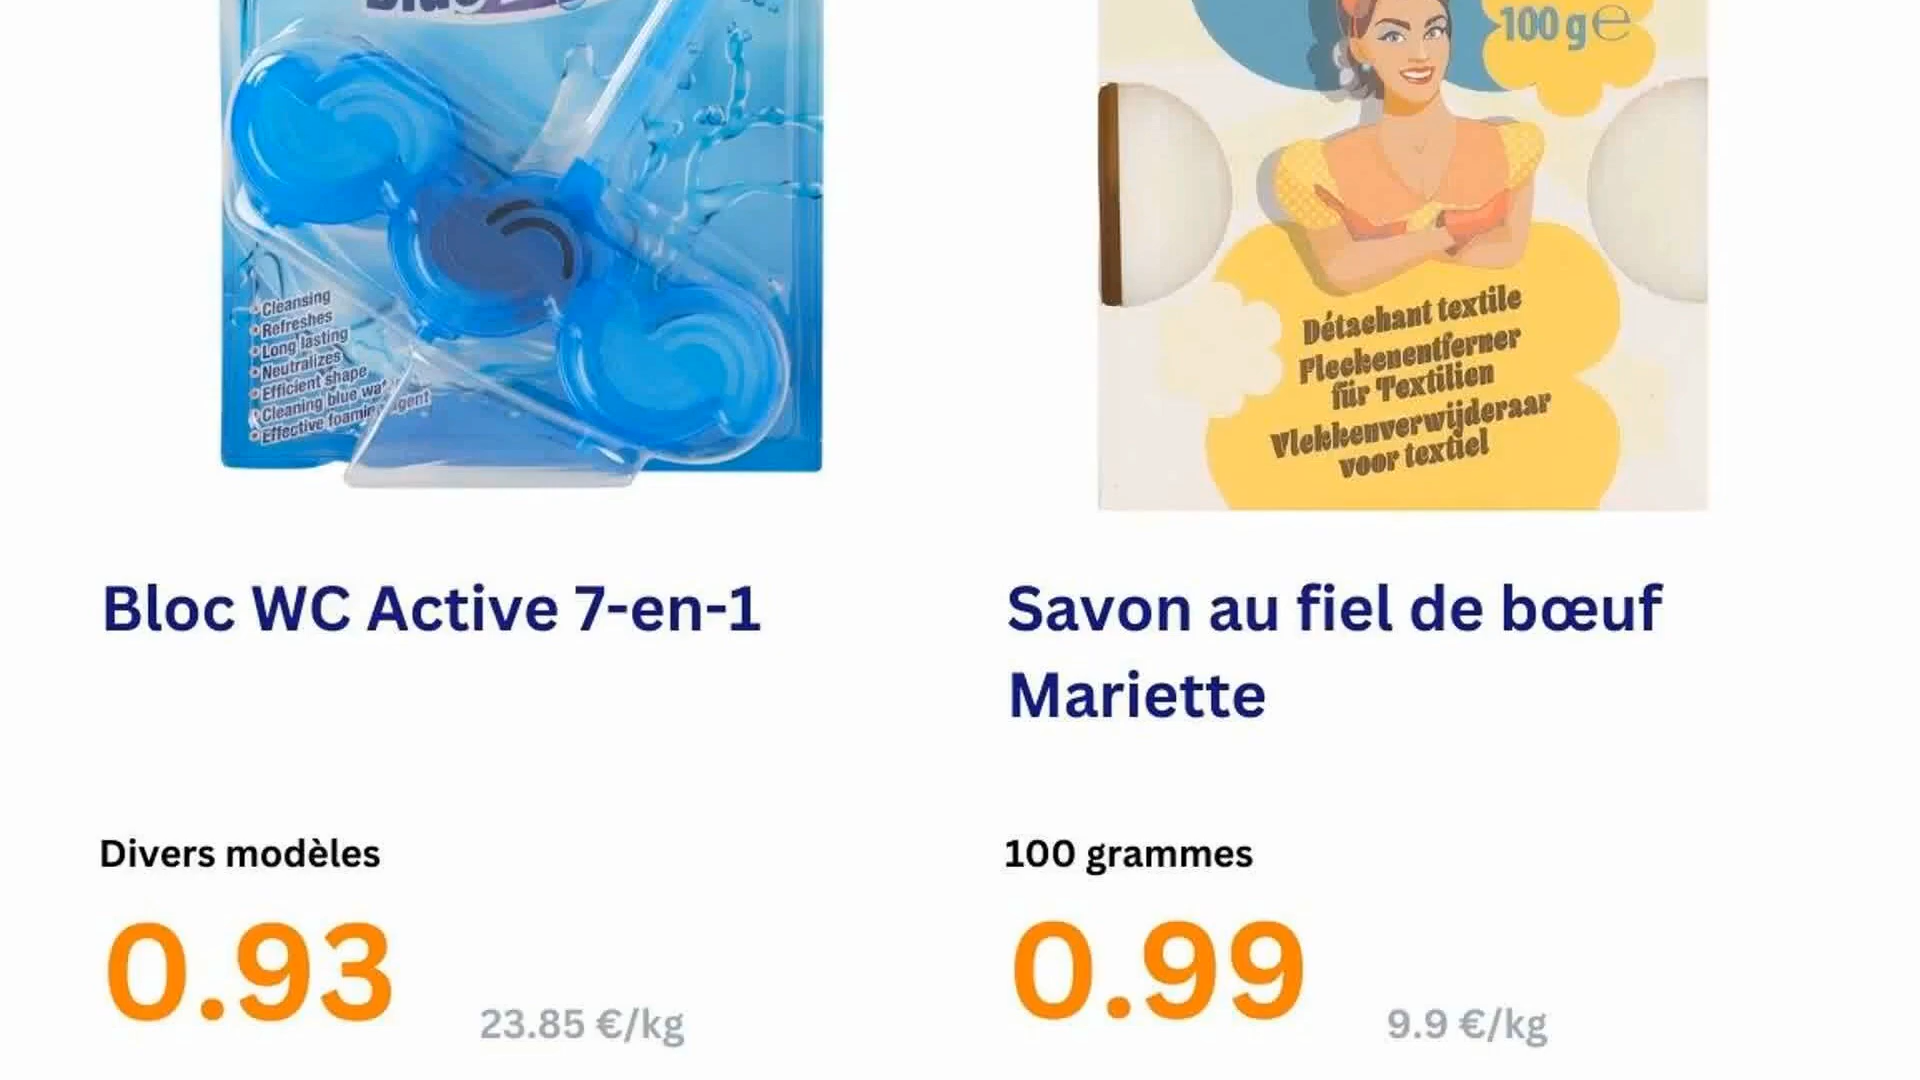 100 g ℮
• Cleansing
• Refreshes
• Long lasting
• Neutralizes
• Efficient shape
• Cleaning blue
• Effective
Détachant textile
Fleckenentferner
für Textilien
Vlekkenverwijderaar
voor textiel
Bloc WC Active 7-en-1
Savon au fiel de bœuf
Mariette
Divers modèles
100 grammes
0.93
23.85 €/kg
0.99
9.9 €/kg